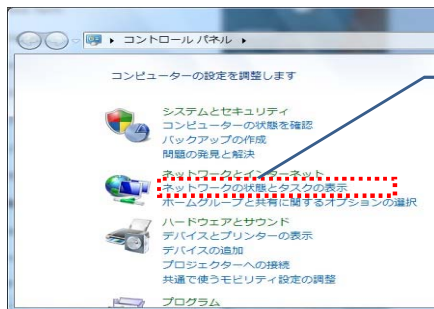 コントロール パネル
コンピューターの設定を調整します
システムとセキュリティ
コンピューターの状態を確認
バックアップの作成
問題の発見と解決
ネットワークとインターネット
ネットワークの状態とタスクの表示
ホームグループと共有に関するオプションの選択
ハードウェアとサウンド
デバイスとプリンターの表示
デバイスの追加
プロジェクターへの接続
共通で使うモビリティ設定の調整
プログラム